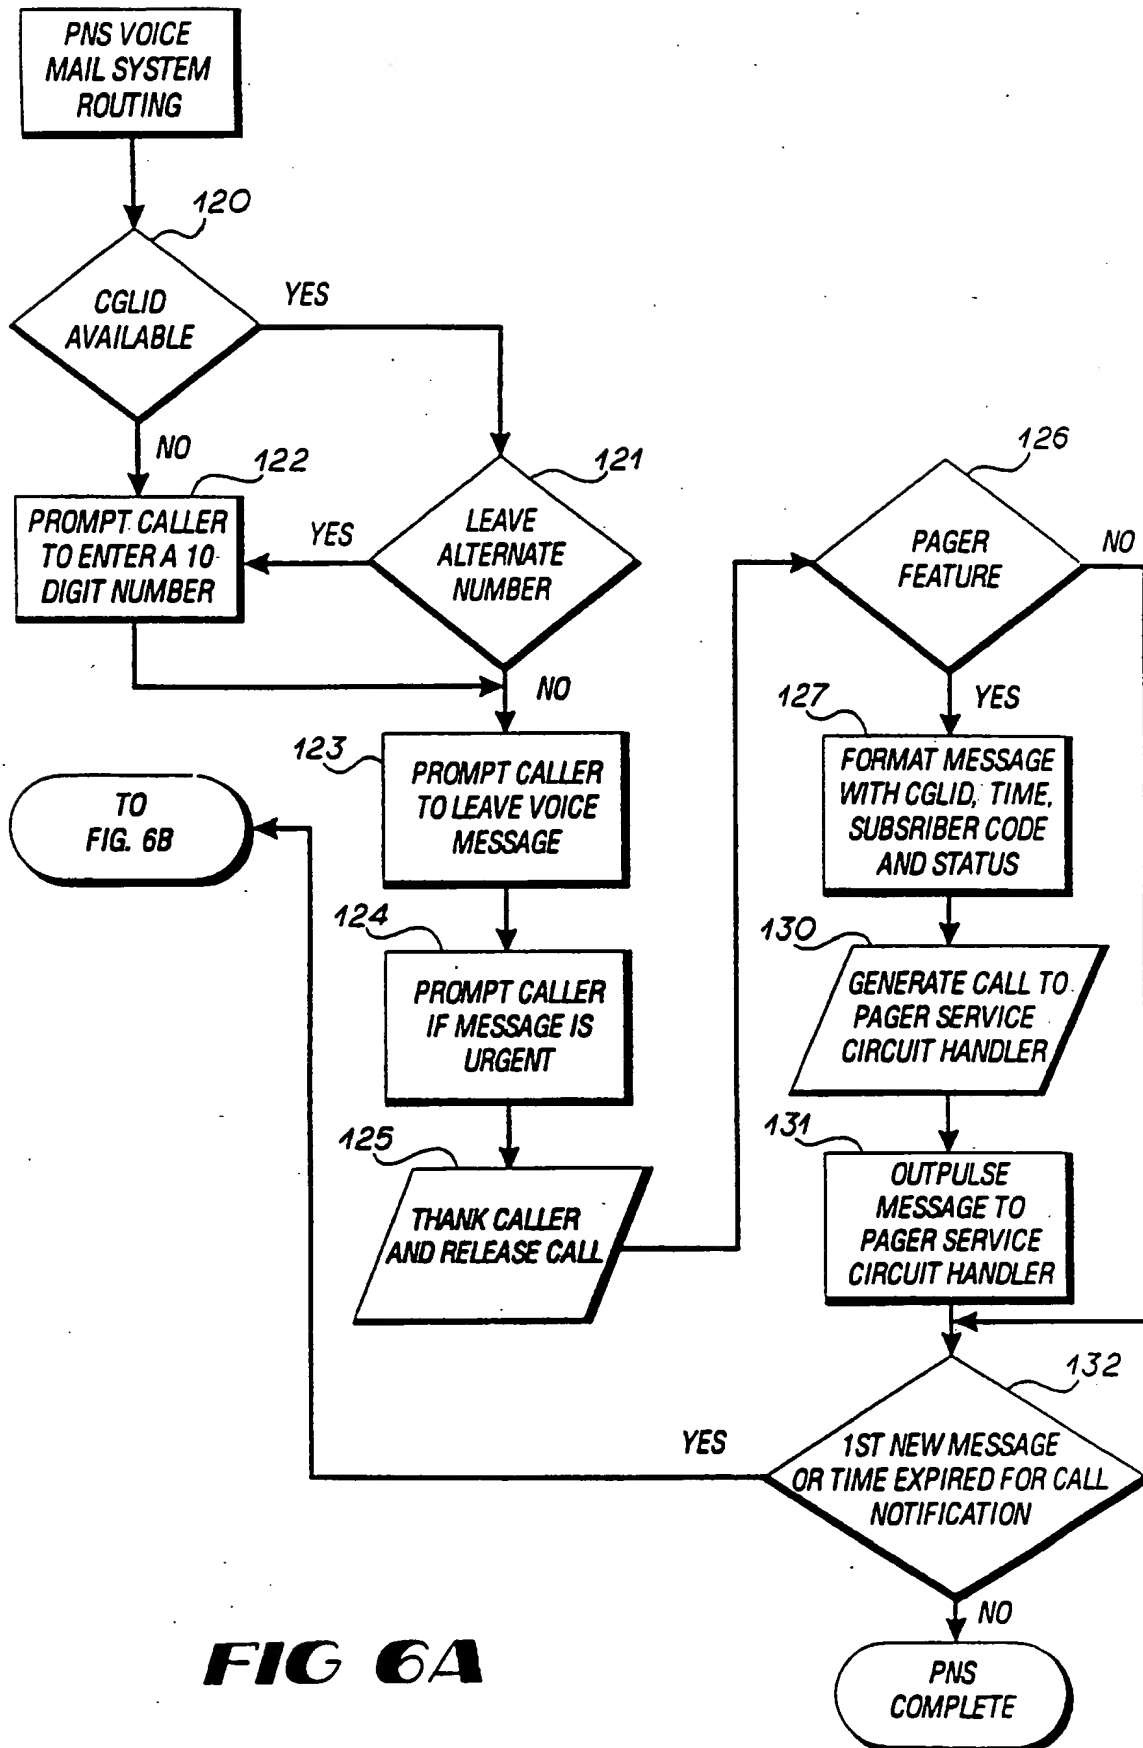 PNS VOICE
MAIL SYSTEM
ROUTING
120
CGLID
AVAILABLE
YES
NO
122
PROMPT CALLER
TO ENTER A 10
DIGIT NUMBER
YES
121
LEAVE
ALTERNATE
NUMBER
NO
123
PROMPT CALLER
TO LEAVE VOICE
MESSAGE
TO
FIG. 6B
124
PROMPT CALLER
IF MESSAGE IS
URGENT
125
THANK CALLER
AND RELEASE CALL
126
PAGER
FEATURE
NO
YES
127
FORMAT MESSAGE
WITH CGLID, TIME,
SUBSRIBER CODE
AND STATUS
130
GENERATE CALL TO
PAGER SERVICE
CIRCUIT HANDLER
131
OUTPULSE
MESSAGE TO
PAGER SERVICE
CIRCUIT HANDLER
132
YES
1ST NEW MESSAGE
OR TIME EXPIRED FOR CALL
NOTIFICATION
NO
PNS
COMPLETE
FIG 6A